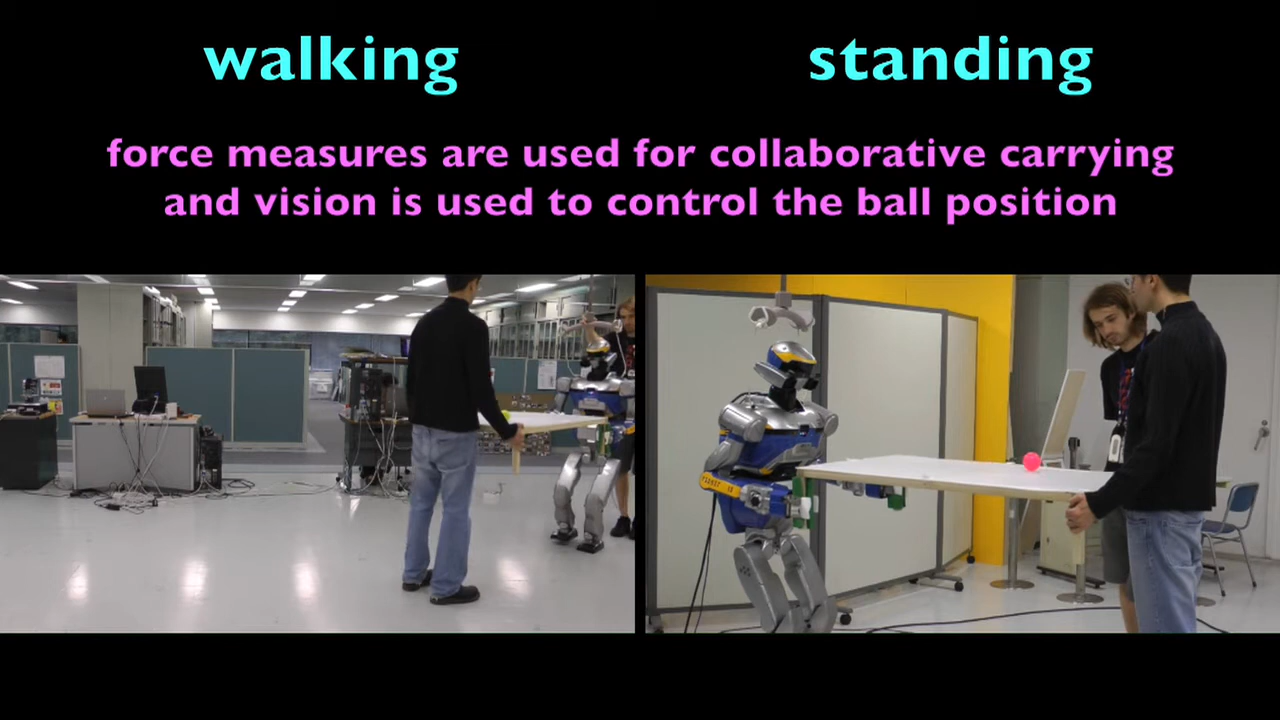 walking
standing
force measures are used for collaborative carrying
and vision is used to control the ball position